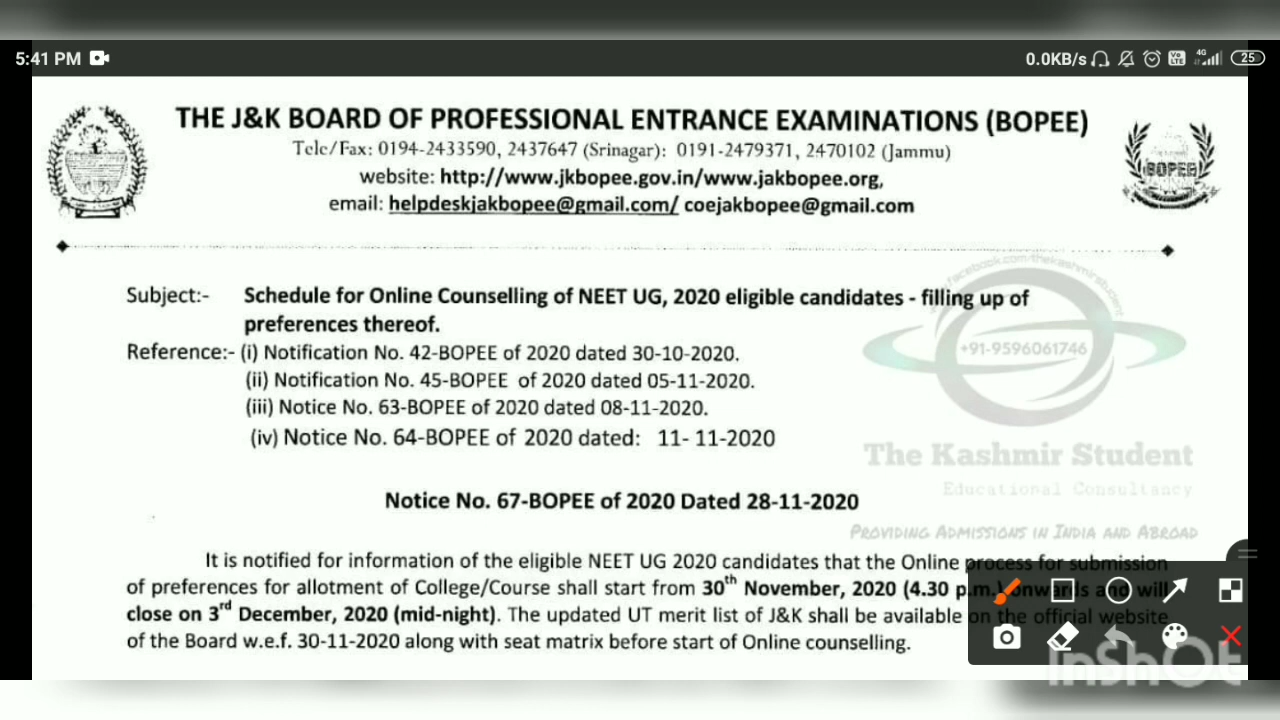 5:41 PM
0.0KB/s 4G 25
THE J&K BOARD OF PROFESSIONAL ENTRANCE EXAMINATIONS (BOPEE)
Tele/Fax: 0194-2433590, 2437647 (Srinagar): 0191-2479371, 2470102 (Jammu)
website: http://www.jkbopee.gov.in/www.jakbopee.org,
email: helpdeskjakbopee@gmail.com/ coejakbopee@gmail.com
BOPEE
Subject:- Schedule for Online Counselling of NEET UG, 2020 eligible candidates - filling up of
preferences thereof.
Reference:- (i) Notification No. 42-BOPEE of 2020 dated 30-10-2020.
(ii) Notification No. 45-BOPEE of 2020 dated 05-11-2020.
(iii) Notice No. 63-BOPEE of 2020 dated 08-11-2020.
(iv) Notice No. 64-BOPEE of 2020 dated: 11- 11-2020
facebook.com/thekashmirstudent
+91-9596061746
The Kashmir Student
Educational Consultancy
Providing Admissions in India and Abroad
Notice No. 67-BOPEE of 2020 Dated 28-11-2020
It is notified for information of the eligible NEET UG 2020 candidates that the Online process for submission
of preferences for allotment of College/Course shall start from 30th November, 2020 (4.30 p.m.) onwards and will
close on 3rd December, 2020 (mid-night). The updated UT merit list of J&K shall be available on the official website
of the Board w.e.f. 30-11-2020 along with seat matrix before start of Online counselling.
InShOt